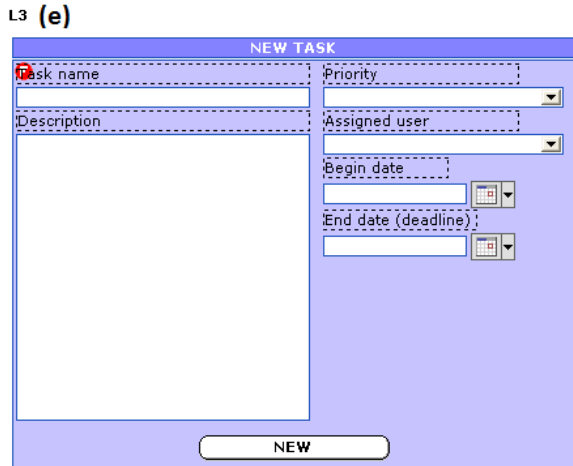 L3 (e)
NEW TASK
Task name
Priority
Description
Assigned user
Begin date
End date (deadline)
NEW